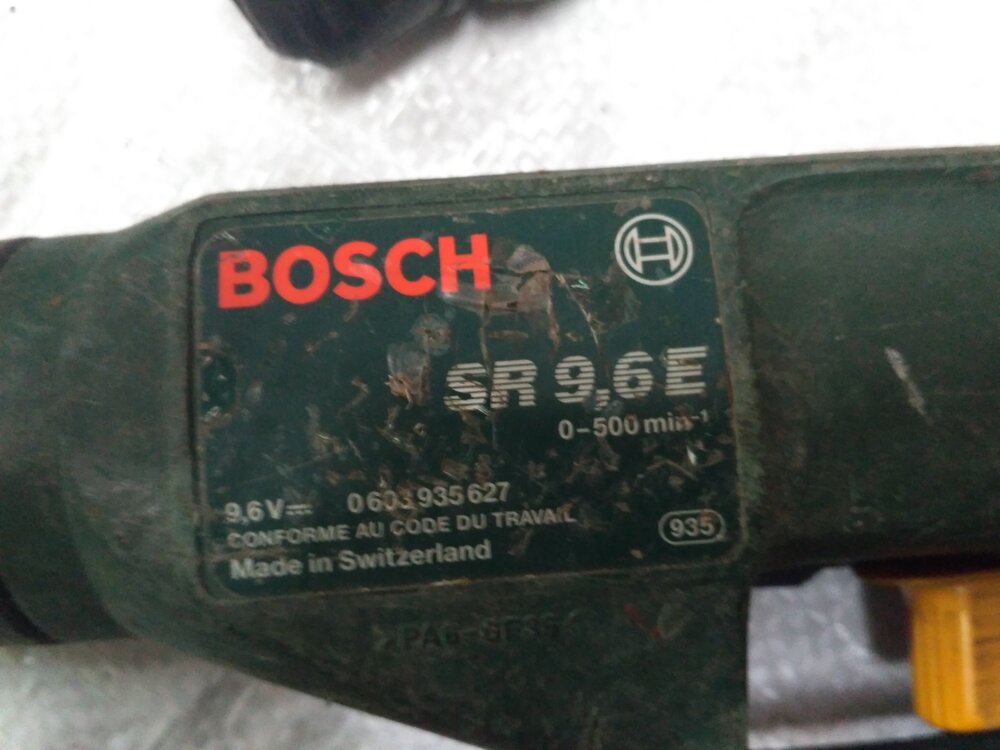 BOSCH
SR 9,6 E
0-500 min-1
9,6V 0 603 935 627
CONFORME AU CODE DU TRAVAIL
935
Made in Switzerland